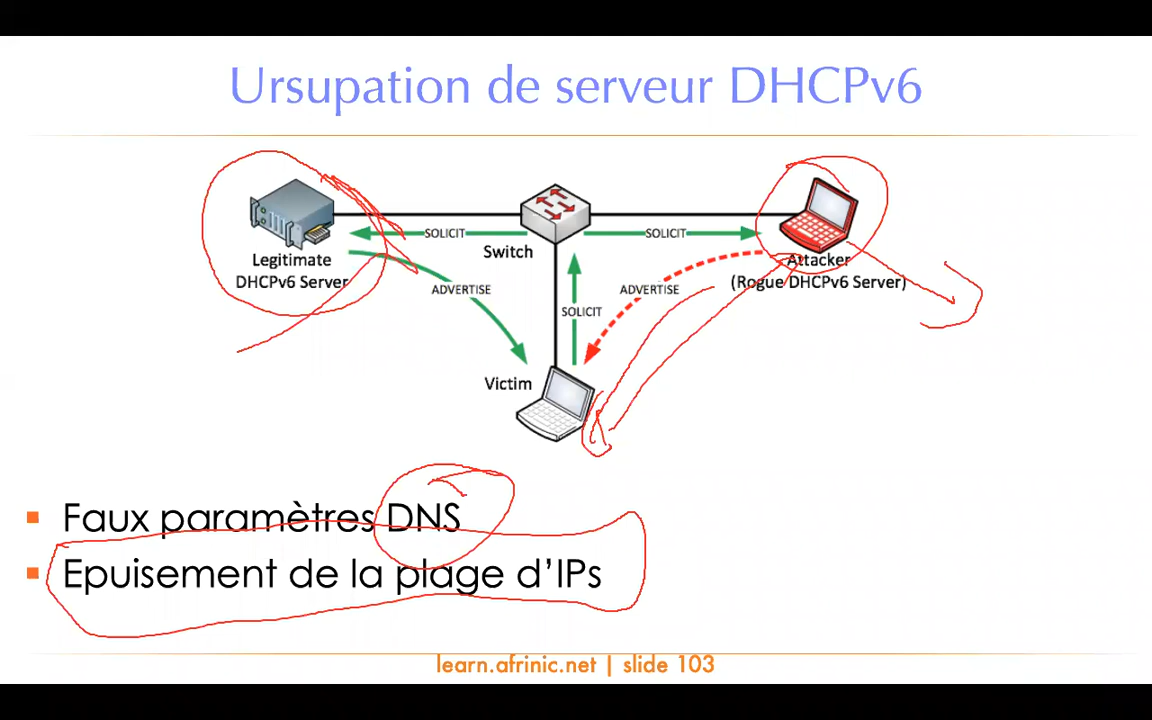 Ursupation de serveur DHCPv6
SOLICIT
SOLICIT
Legitimate
DHCPv6 Server
Switch
Attacker
(Rogue DHCPv6 Server)
ADVERTISE
ADVERTISE
SOLICIT
Victim
Faux paramètres DNS
Epuisement de la plage d’IPs
learn.afrinic.net | slide 103